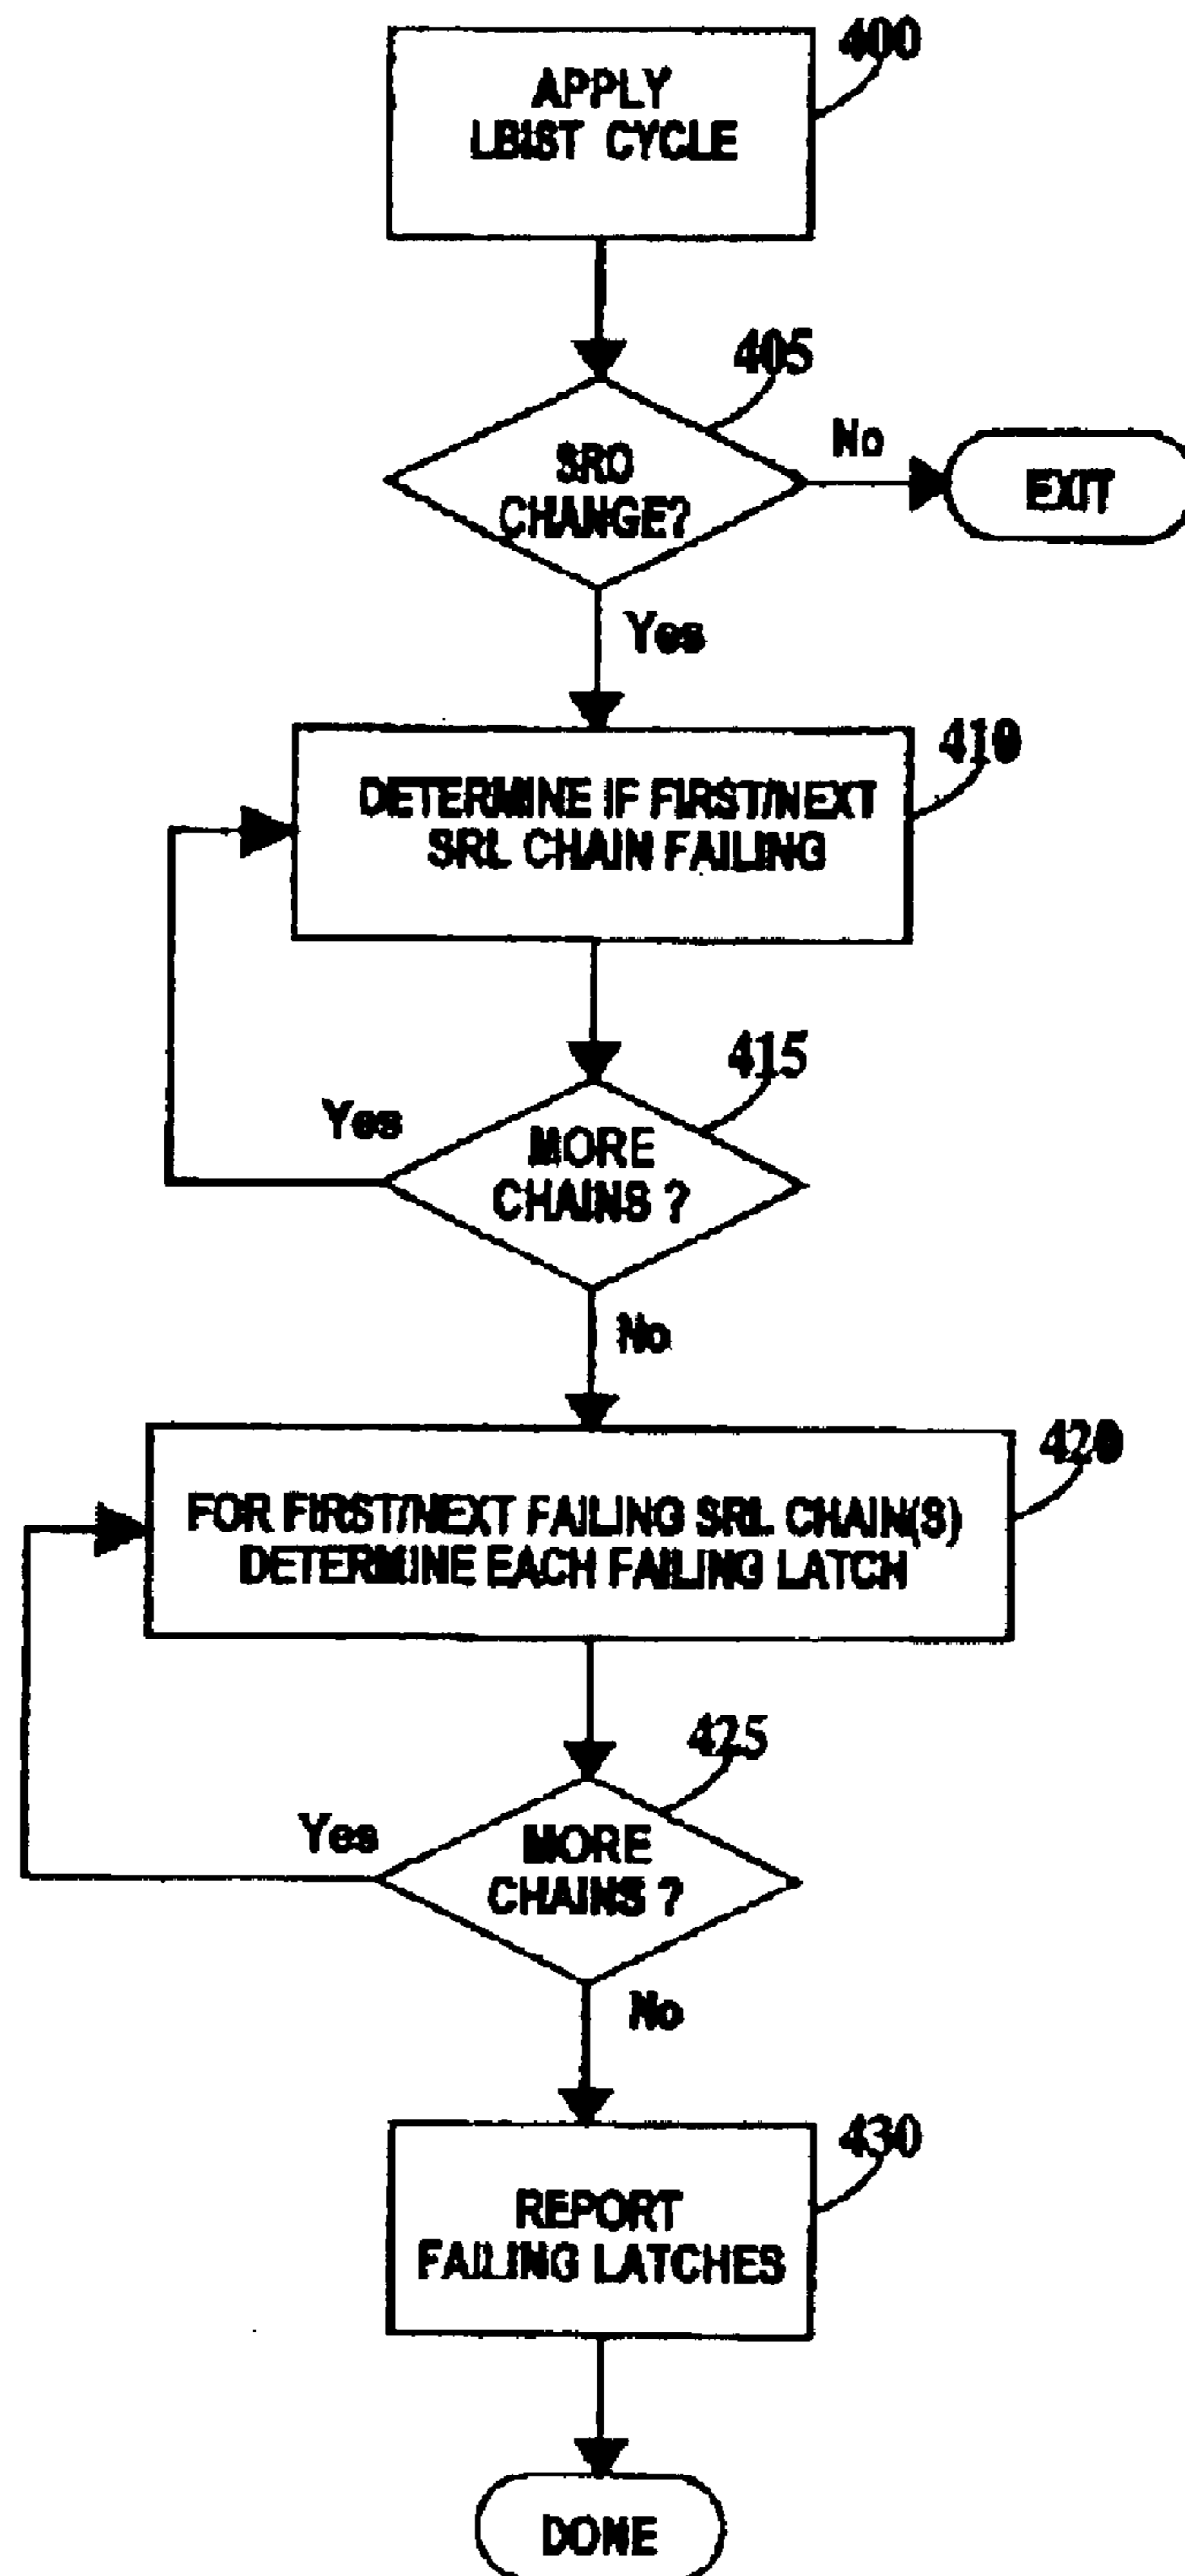 400
APPLY
LBIST CYCLE
405
SRO
CHANGE?
No
EXIT
Yes
410
DETERMINE IF FIRST/NEXT
SRL CHAIN FAILING
415
Yes
MORE
CHAINS ?
No
420
FOR FIRST/NEXT FAILING SRL CHAIN(S)
DETERMINE EACH FAILING LATCH
425
Yes
MORE
CHAINS ?
No
430
REPORT
FAILING LATCHES
DONE